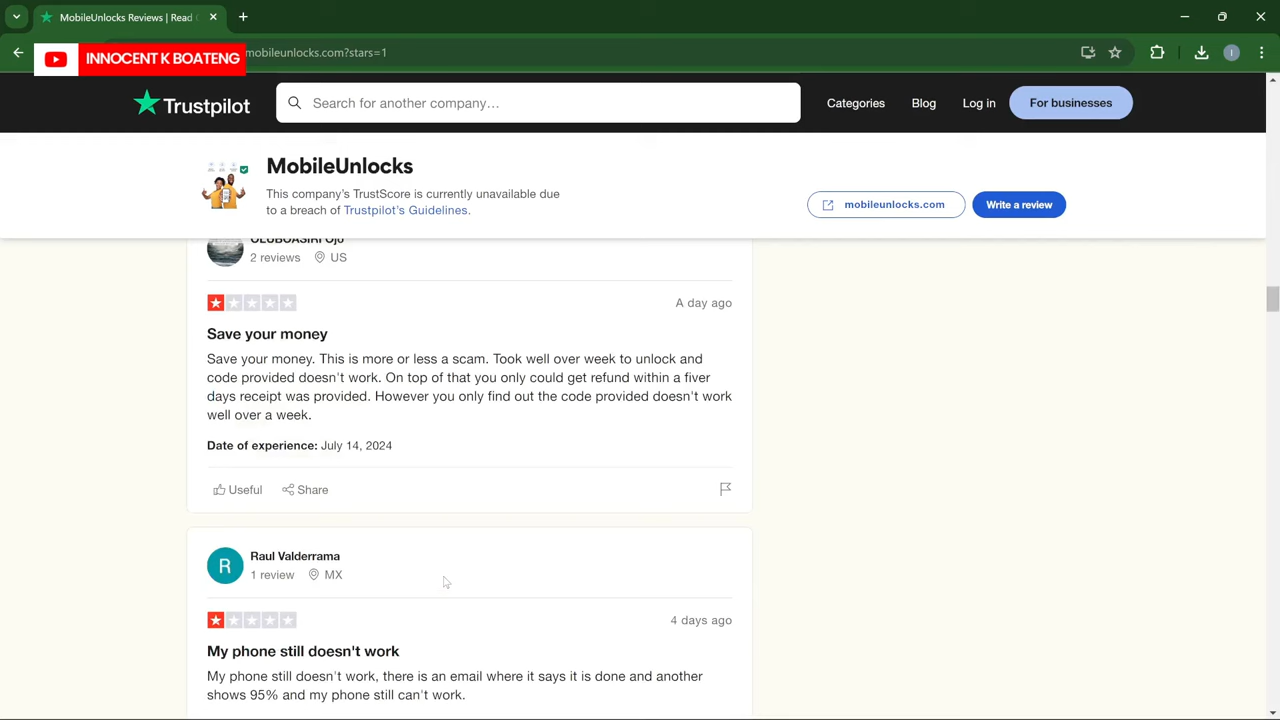 MobileUnlocks Reviews | Read
INNOCENT K BOATENG
mobileunlocks.com?stars=1
Trustpilot
Search for another company…
Categories
Blog
Log in
For businesses
MobileUnlocks
This company's TrustScore is currently unavailable due
to a breach of Trustpilot's Guidelines.
mobileunlocks.com
Write a review
2 reviews
US
A day ago
Save your money
Save your money. This is more or less a scam. Took well over week to unlock and
code provided doesn't work. On top of that you only could get refund within a fiver
days receipt was provided. However you only find out the code provided doesn't work
well over a week.
Date of experience: July 14, 2024
Useful
Share
R
Raul Valderrama
1 review
MX
4 days ago
My phone still doesn't work
My phone still doesn't work, there is an email where it says it is done and another
shows 95% and my phone still can't work.